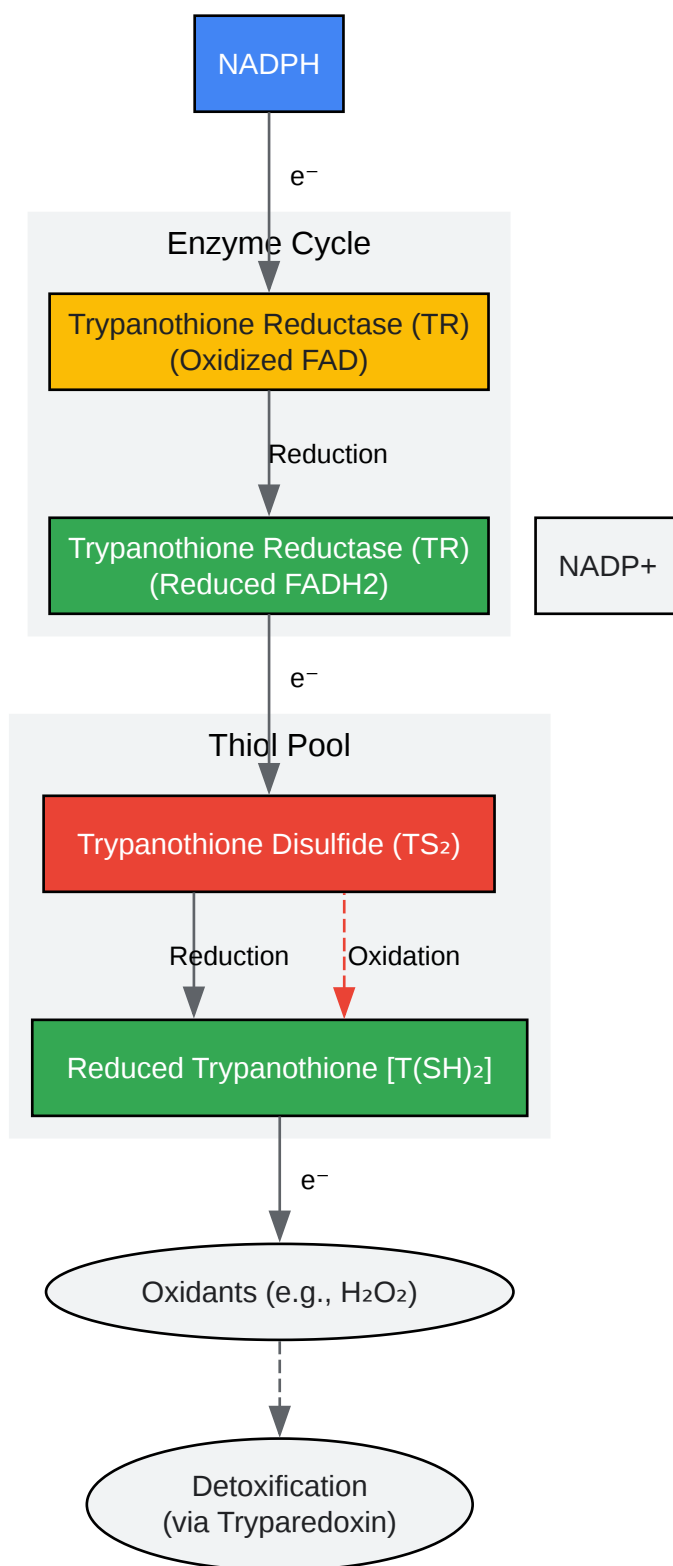 NADPH
e⁻
Enzyme Cycle
Trypanothione Reductase (TR)
(Oxidized FAD)
Reduction
Trypanothione Reductase (TR)
(Reduced FADH2)
NADP+
e⁻
Thiol Pool
Trypanothione Disulfide (TS₂)
Reduction
Oxidation
Reduced Trypanothione [T(SH)₂]
e⁻
Oxidants (e.g., H₂O₂)
Detoxification
(via Tryparedoxin)